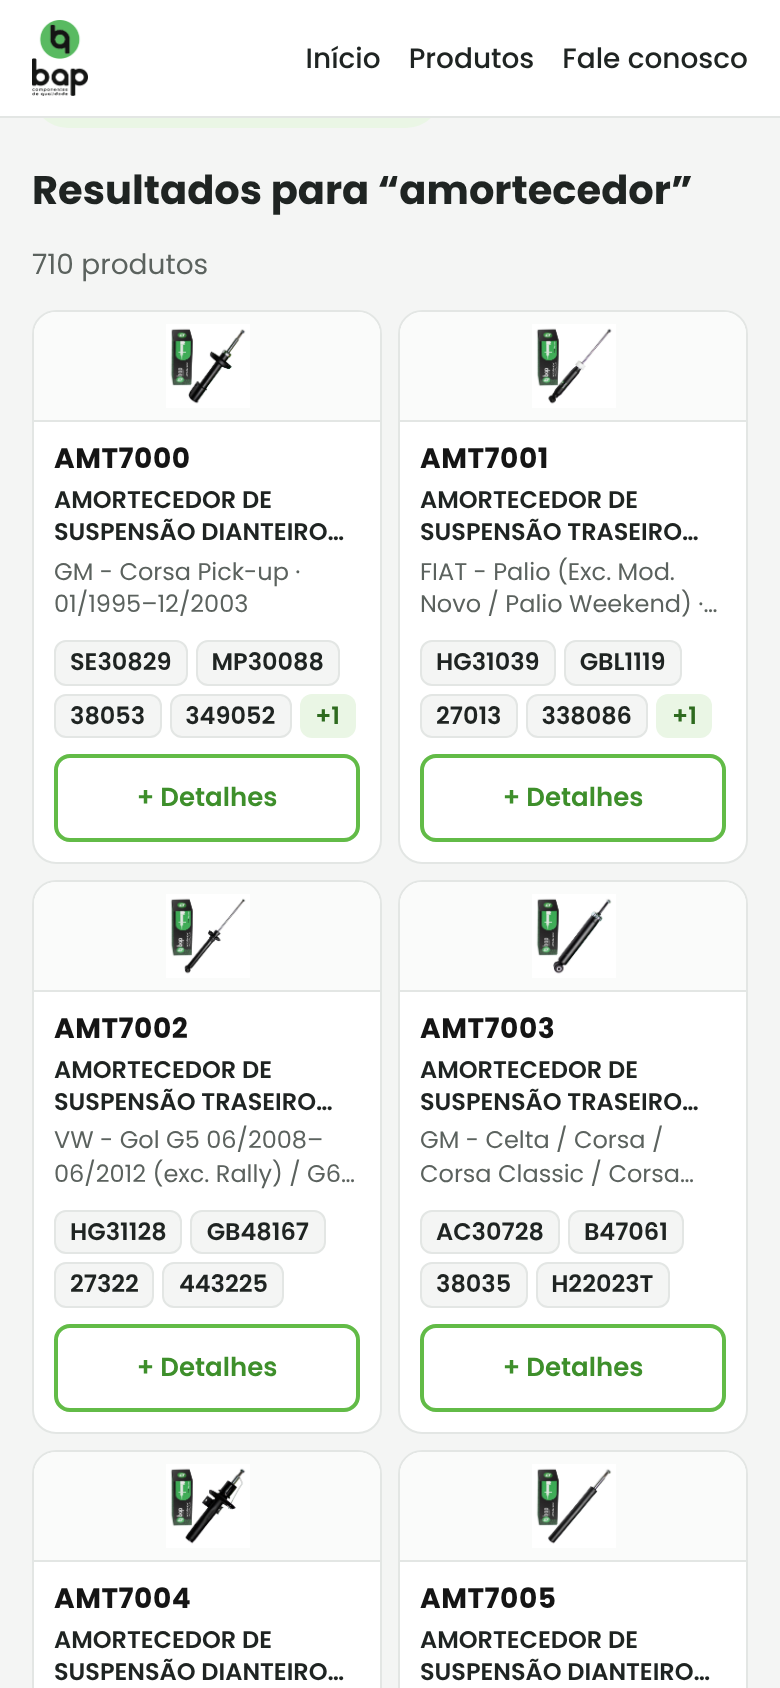 bap
componentes
de qualidade
Início
Produtos
Fale conosco
Resultados para “amortecedor”
710 produtos
AMT7000
AMORTECEDOR DE
SUSPENSÃO DIANTEIRO…
GM - Corsa Pick-up ·
01/1995–12/2003
SE30829
MP30088
38053
349052
+1
+ Detalhes
AMT7001
AMORTECEDOR DE
SUSPENSÃO TRASEIRO…
FIAT - Palio (Exc. Mod.
Novo / Palio Weekend) ·…
HG31039
GBL1119
27013
338086
+1
+ Detalhes
AMT7002
AMORTECEDOR DE
SUSPENSÃO TRASEIRO…
VW - Gol G5 06/2008–
06/2012 (exc. Rally) / G6…
HG31128
GB48167
27322
443225
+ Detalhes
AMT7003
AMORTECEDOR DE
SUSPENSÃO TRASEIRO…
GM - Celta / Corsa /
Corsa Classic / Corsa…
AC30728
B47061
38035
H22023T
+ Detalhes
AMT7004
AMORTECEDOR DE
SUSPENSÃO DIANTEIRO…
AMT7005
AMORTECEDOR DE
SUSPENSÃO DIANTEIRO…